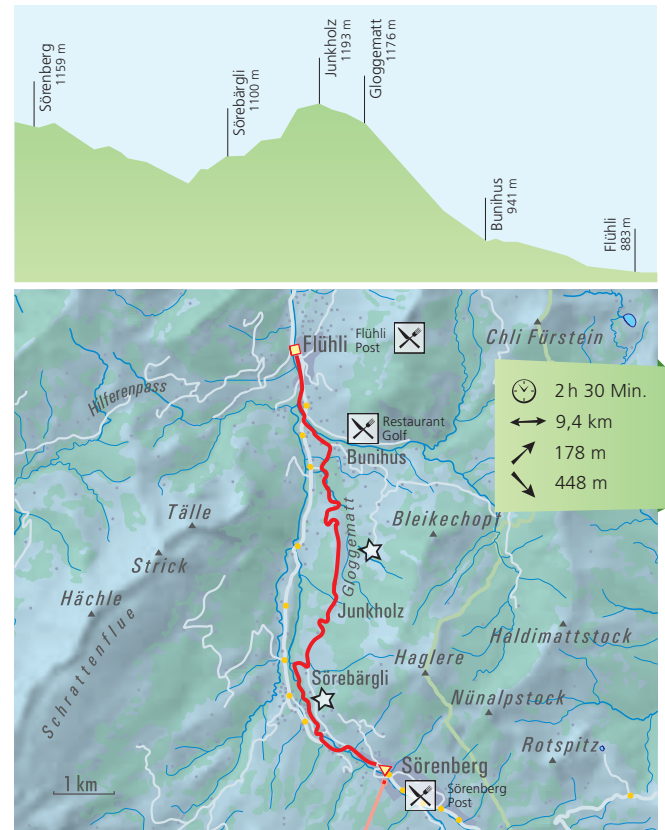 Sörenberg
1159 m
Sörebärgli
1100 m
Junkholz
1193 m
Gloggematt
1176 m
Bunihus
941 m
Flühli
883 m
Flühli
Flühli
Post
Chli Fürstein
Hilferenpass
Restaurant
Golf
Bunihus
2 h 30 Min.
9,4 km
178 m
448 m
Tälle
Strick
Gloggematt
Bleikechopf
Hächle
Junkholz
Schrattenflue
Haldimattstock
Sörebärgli
Haglere
Nünalpstock
Rotspitz
Sörenberg
Sörenberg
Post
1 km